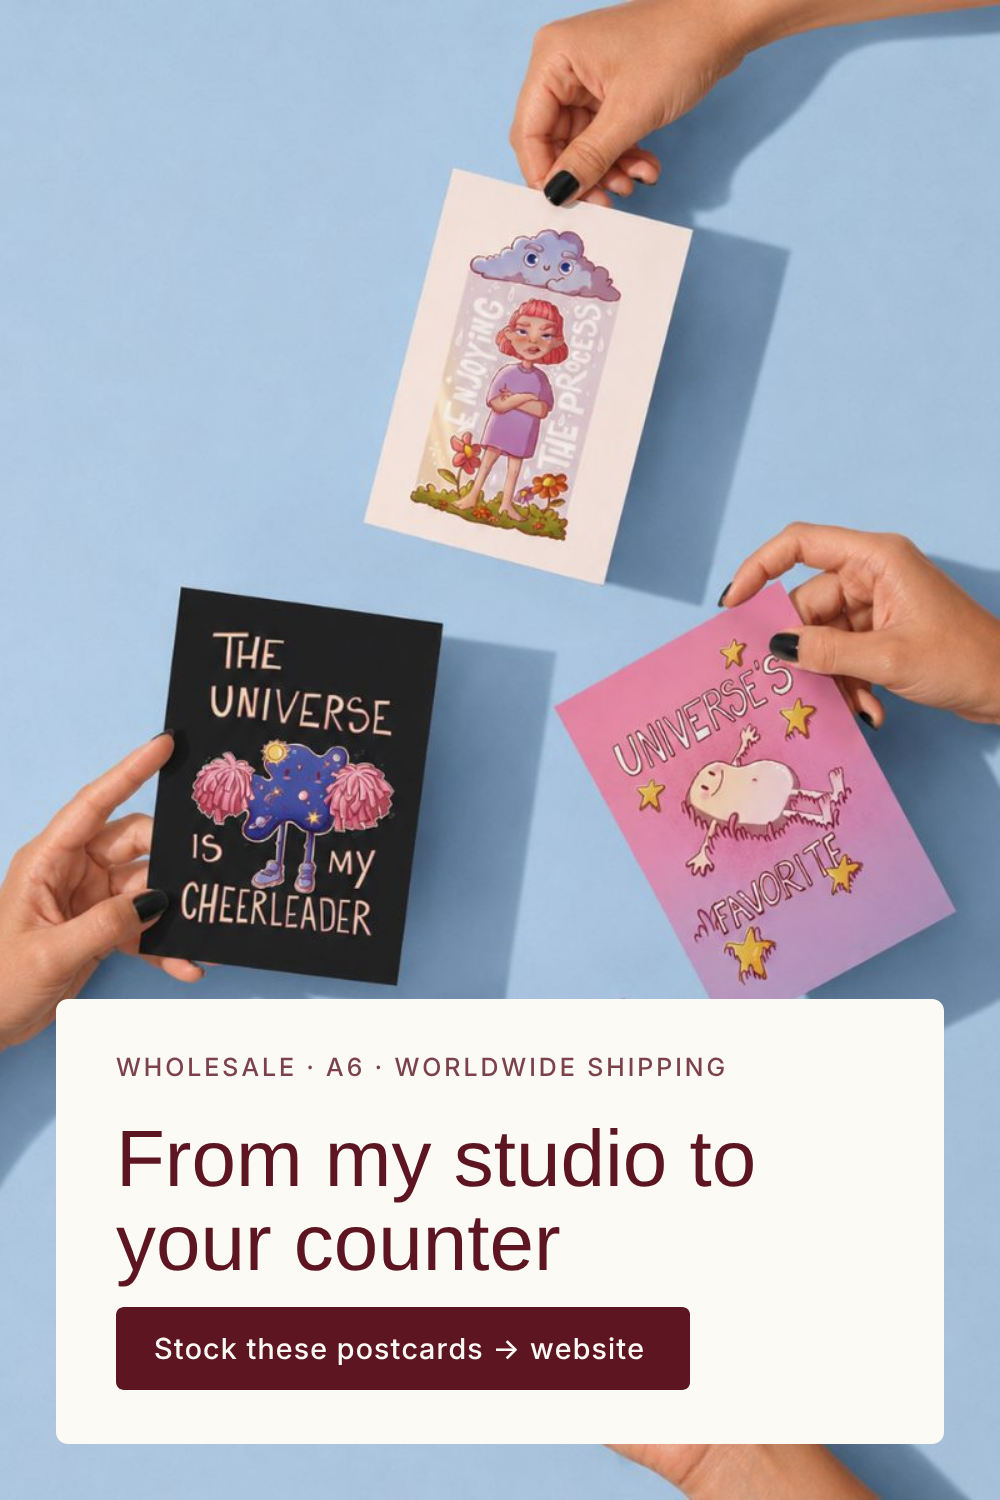 ENJOYING
THE PROCESS
THE
UNIVERSE
IS MY
CHEERLEADER
UNIVERSE'S
FAVORITE
WHOLESALE · A6 · WORLDWIDE SHIPPING
From my studio to
your counter
Stock these postcards → website